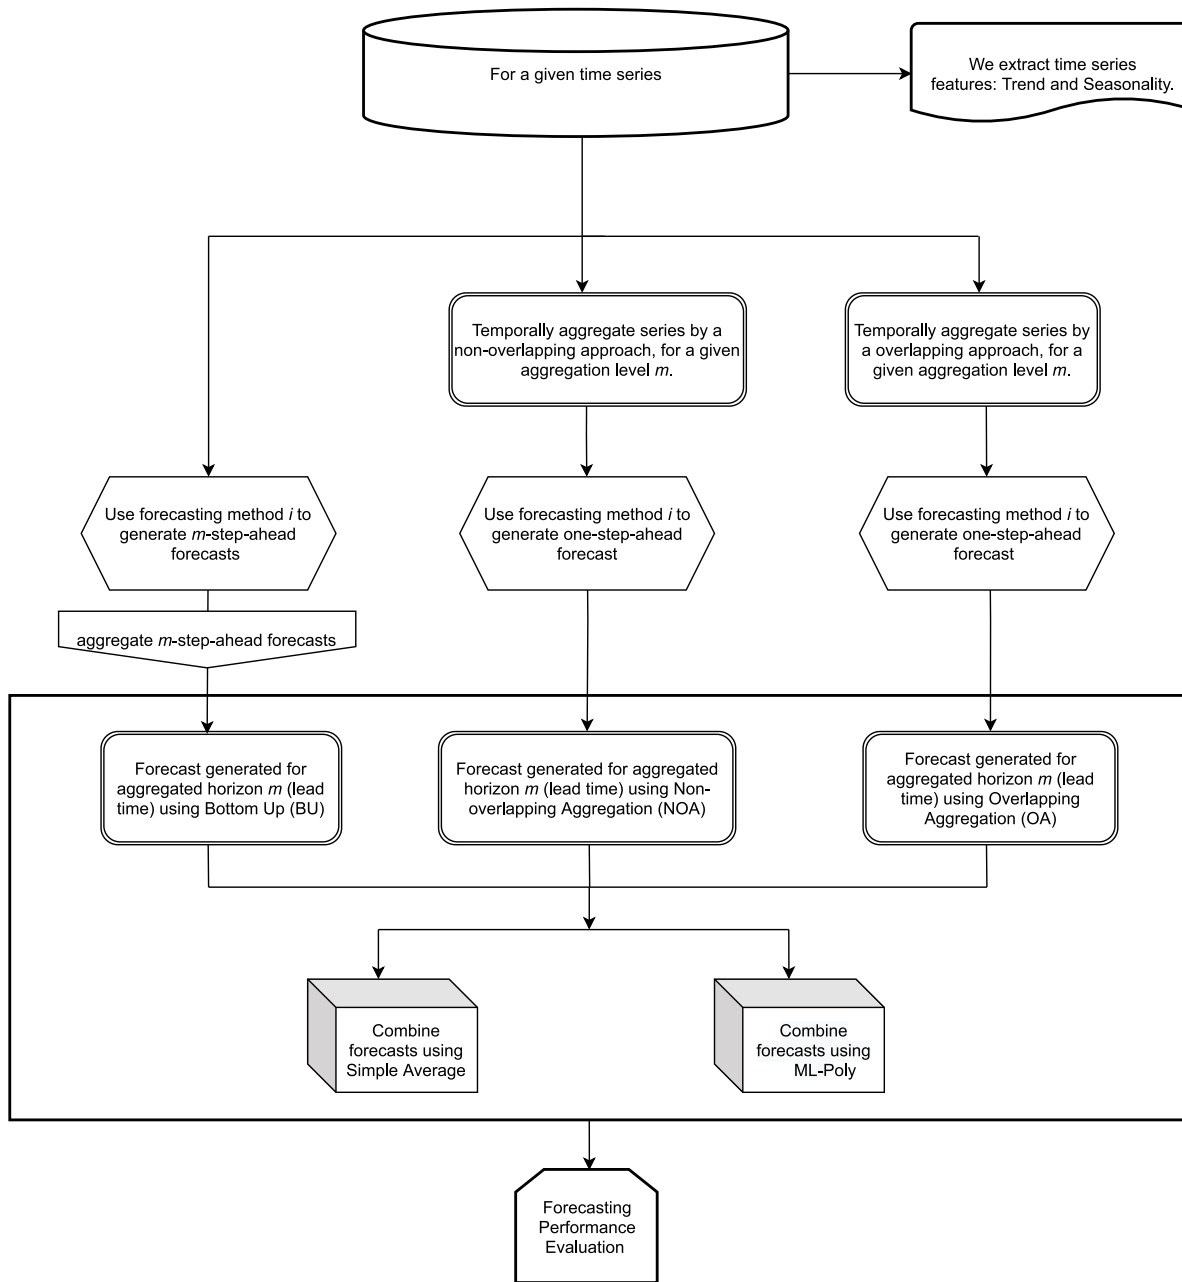 For a given time series
We extract time series
features: Trend and Seasonality.
Temporally aggregate series by a
non-overlapping approach, for a given
aggregation level m.
Temporally aggregate series by
a overlapping approach, for a
given aggregation level m.
Use forecasting method i to
generate m-step-ahead
forecasts
Use forecasting method i to
generate one-step-ahead
forecast
Use forecasting method i to
generate one-step-ahead
forecast
aggregate m-step-ahead forecasts
Forecast generated for
aggregated horizon m (lead
time) using Bottom Up (BU)
Forecast generated for aggregated
horizon m (lead time) using Non-
overlapping Aggregation (NOA)
Forecast generated for
aggregated horizon m (lead
time) using Overlapping
Aggregation (OA)
Combine
forecasts using
Simple Average
Combine
forecasts using
ML-Poly
Forecasting
Performance
Evaluation